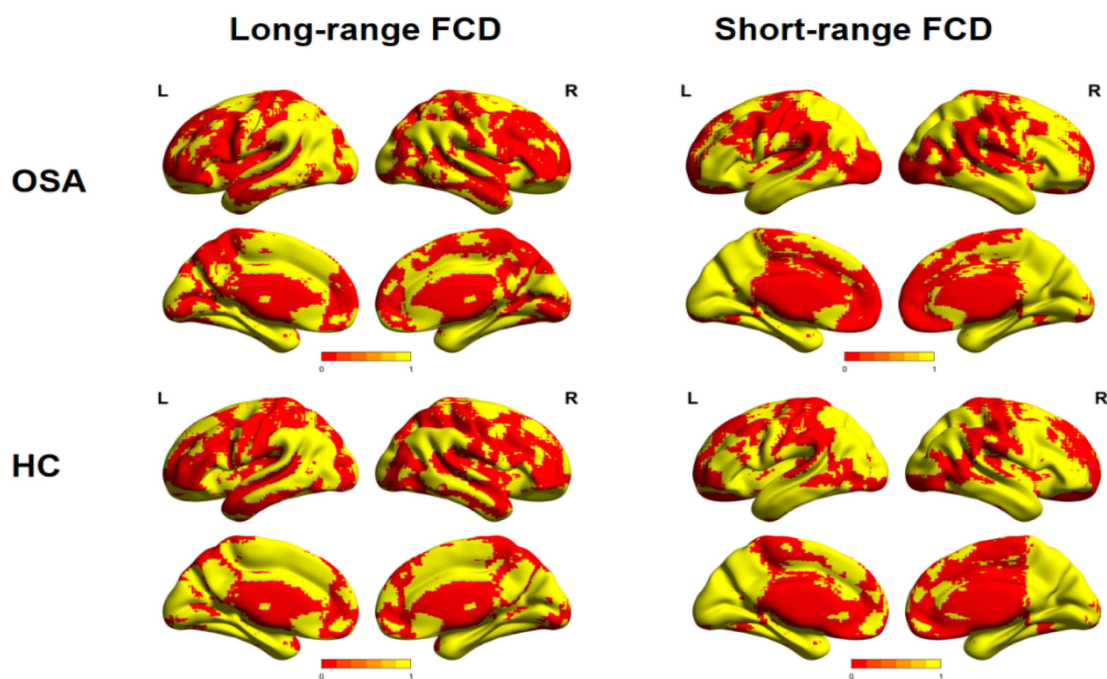 Long-range FCD Short-range FCD
L R L R
OSA
0 1 0 1
L R L R
HC
0 1 0 1